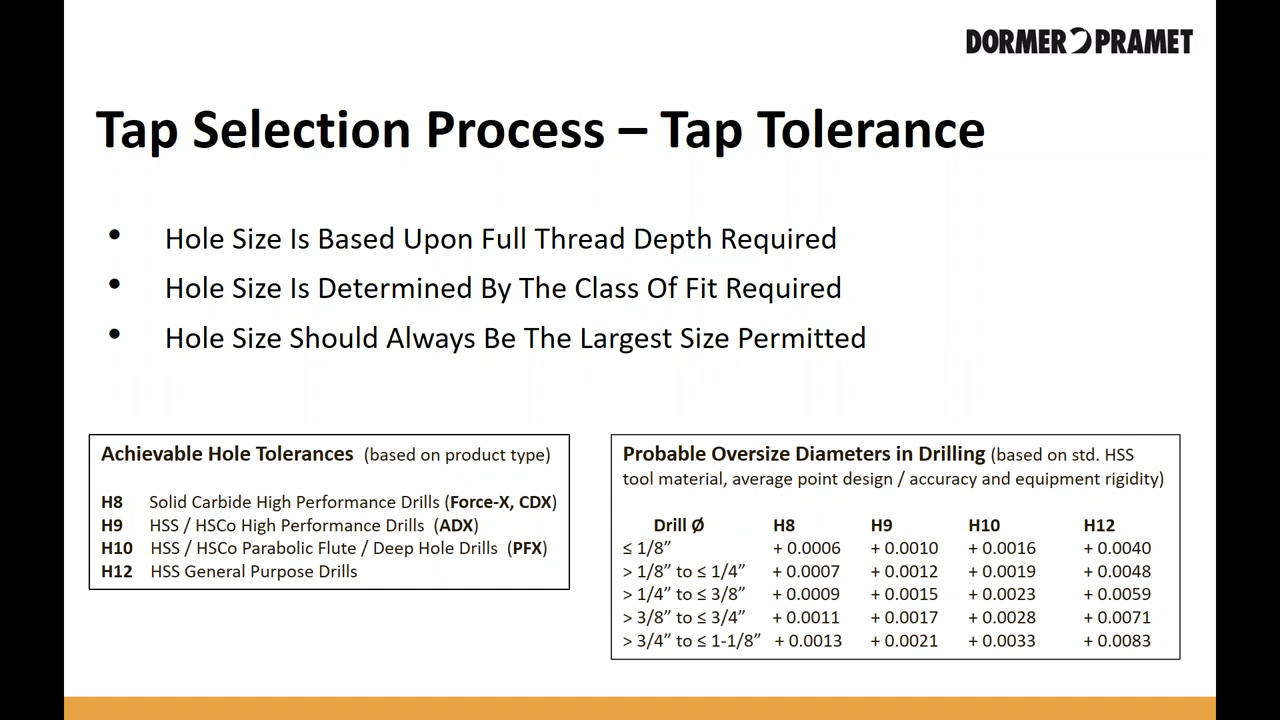 DORMER PRAMET
Tap Selection Process – Tap Tolerance
• Hole Size Is Based Upon Full Thread Depth Required
• Hole Size Is Determined By The Class Of Fit Required
• Hole Size Should Always Be The Largest Size Permitted
Achievable Hole Tolerances (based on product type)
H8 Solid Carbide High Performance Drills (Force-X, CDX)
H9 HSS / HSCo High Performance Drills (ADX)
H10 HSS / HSCo Parabolic Flute / Deep Hole Drills (PFX)
H12 HSS General Purpose Drills
Probable Oversize Diameters in Drilling (based on std. HSS
tool material, average point design / accuracy and equipment rigidity)
Drill Ø H8 H9 H10 H12
≤ 1/8” + 0.0006 + 0.0010 + 0.0016 + 0.0040
> 1/8” to ≤ 1/4” + 0.0007 + 0.0012 + 0.0019 + 0.0048
> 1/4” to ≤ 3/8” + 0.0009 + 0.0015 + 0.0023 + 0.0059
> 3/8” to ≤ 3/4” + 0.0011 + 0.0017 + 0.0028 + 0.0071
> 3/4” to ≤ 1-1/8” + 0.0013 + 0.0021 + 0.0033 + 0.0083